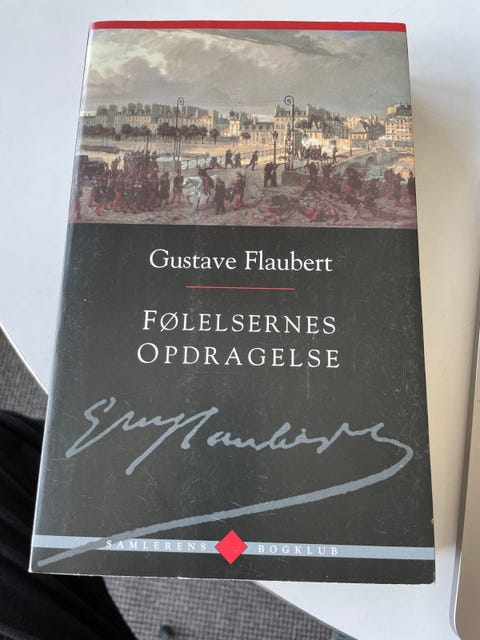 Gustave Flaubert
FØLELSERNES
OPDRAGELSE
SAMLERENS BOGKLUB